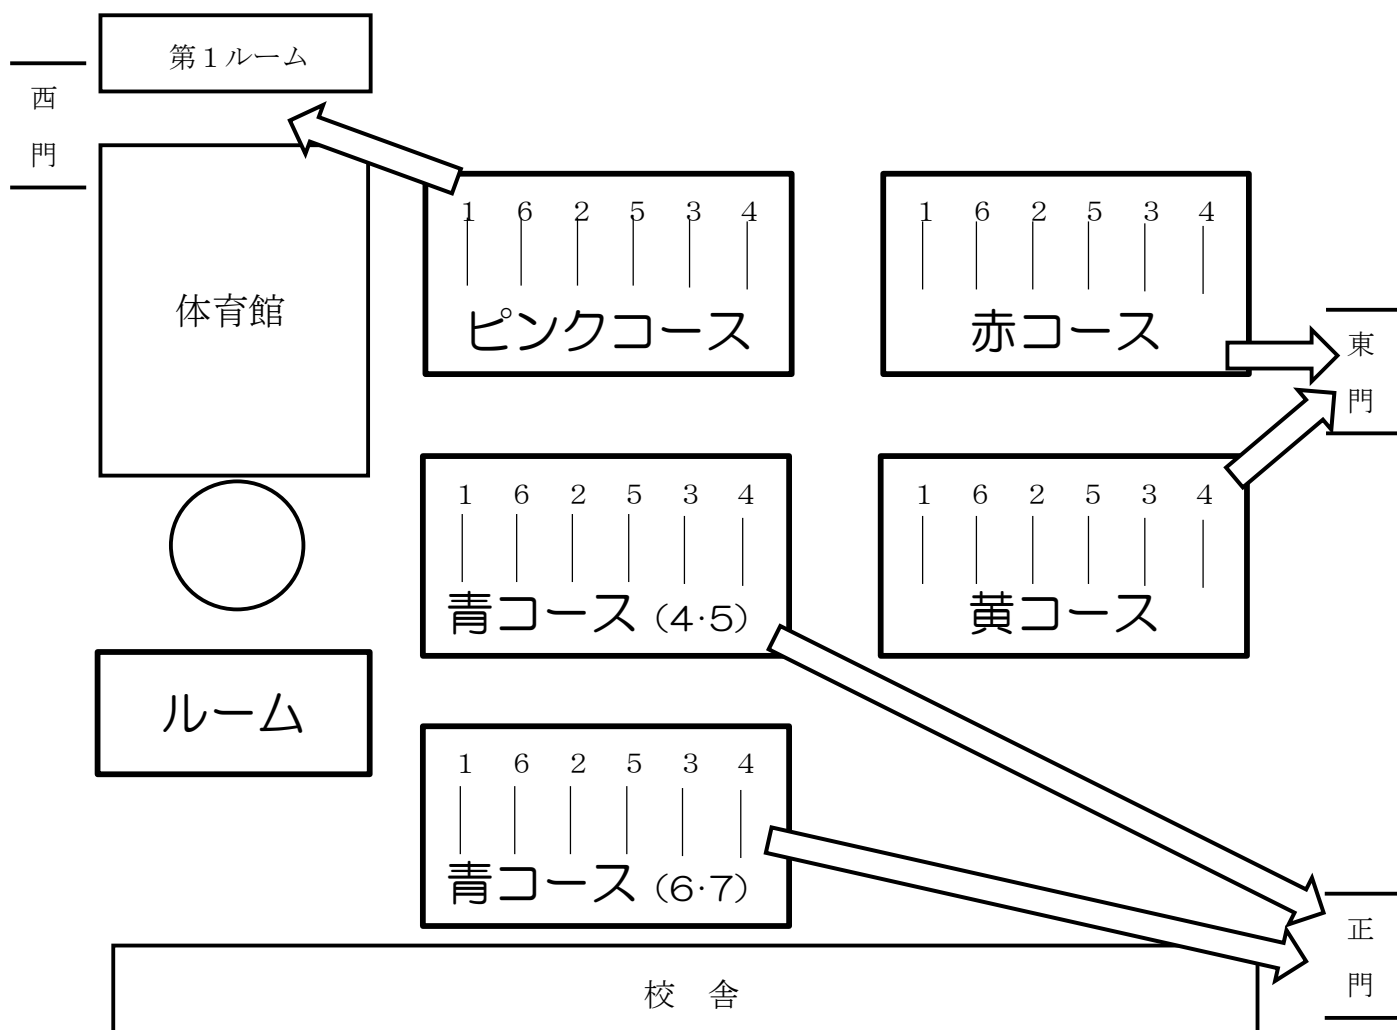 第１ルーム
西
門
1 6 2 5 3 4
ピンクコース
1 6 2 5 3 4
赤コース
体育館
東
門
1 6 2 5 3 4
青コース（4･5）
1 6 2 5 3 4
黄コース
ルーム
1 6 2 5 3 4
青コース（6･7）
正
門
校　舎